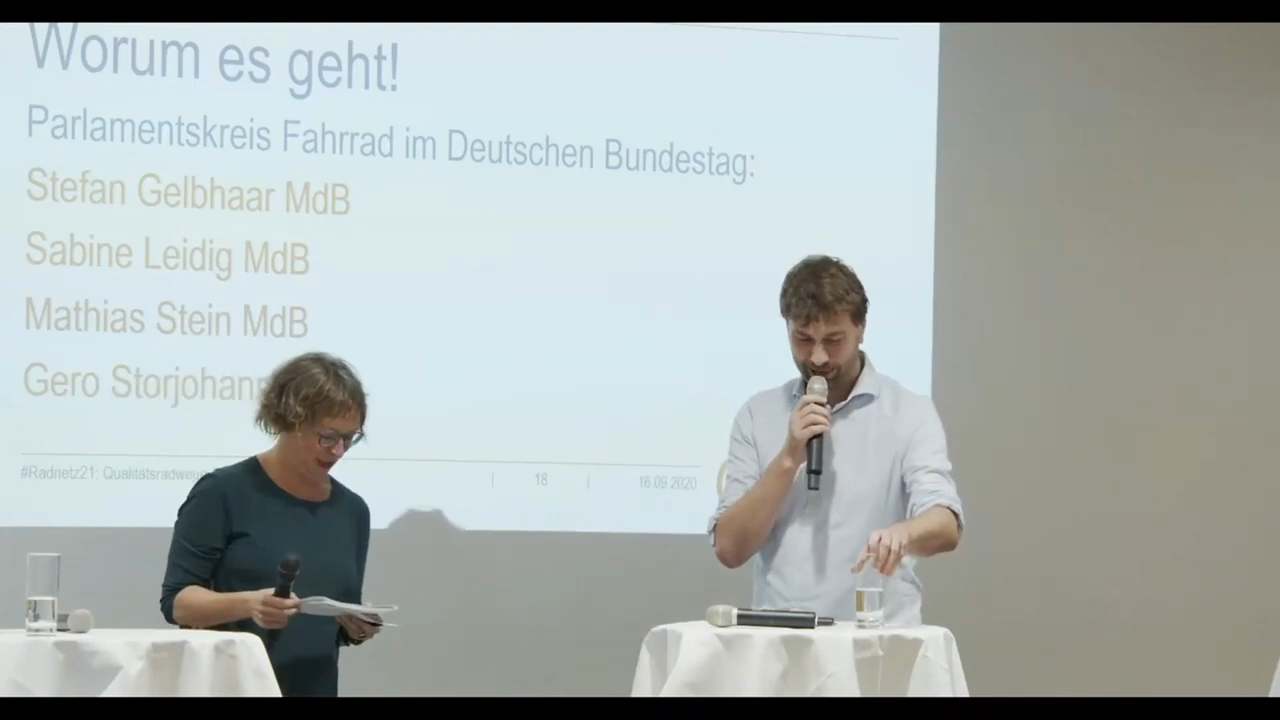 Worum es geht!
Parlamentskreis Fahrrad im Deutschen Bundestag:
Stefan Gelbhaar MdB
Sabine Leidig MdB
Mathias Stein MdB
Gero
#Radnetz21: | 18 | 16.09.2020